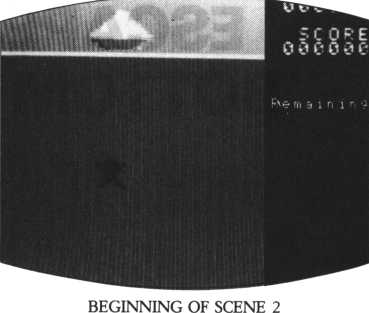 SCORE
000000
Remaining
BEGINNING OF SCENE 2